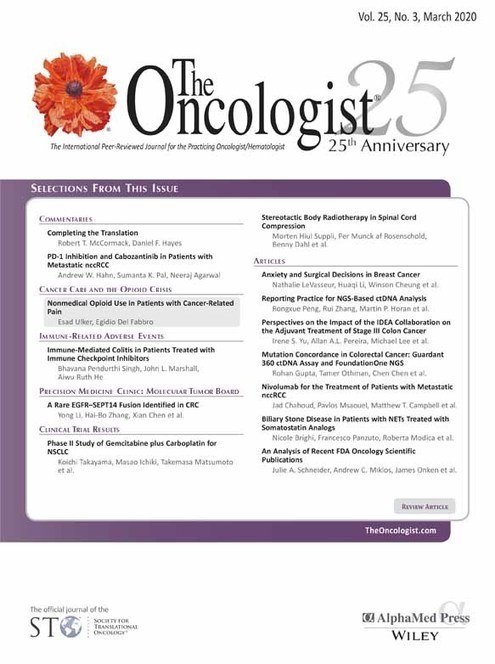 Vol. 25, No. 3, March 2020
The
Oncologist®
25
25th Anniversary
The International Peer-Reviewed Journal for the Practicing Oncologist/Hematologist
SELECTIONS FROM THIS ISSUE
COMMENTARIES
Completing the Translation
Robert T. McCormack, Daniel F. Hayes
PD-1 Inhibition and Cabozantinib in Patients with
Metastatic nccRCC
Andrew W. Hahn, Sumanta K. Pal, Neeraj Agarwal
CANCER CARE AND THE OPIOID CRISIS
Nonmedical Opioid Use in Patients with Cancer-Related
Pain
Esad Ulker, Egidio Del Fabbro
IMMUNE-RELATED ADVERSE EVENTS
Immune-Mediated Colitis in Patients Treated with
Immune Checkpoint Inhibitors
Bhavana Pendurthi Singh, John L. Marshall,
Aiwu Ruth He
PRECISION MEDICINE CLINIC: MOLECULAR TUMOR BOARD
A Rare EGFR–SEPT14 Fusion Identified in CRC
Yong Li, Hai-Bo Zhang, Xian Chen et al.
CLINICAL TRIAL RESULTS
Phase II Study of Gemcitabine plus Carboplatin for
NSCLC
Koichi Takayama, Masao Ichiki, Takemasa Matsumoto
et al.
Stereotactic Body Radiotherapy in Spinal Cord
Compression
Morten Hiul Suppli, Per Munck af Rosenschold,
Benny Dahl et al.
ARTICLES
Anxiety and Surgical Decisions in Breast Cancer
Nathalie LeVasseur, Huaqi Li, Winson Cheung et al.
Reporting Practice for NGS-Based ctDNA Analysis
Rongxue Peng, Rui Zhang, Martin P. Horan et al.
Perspectives on the Impact of the IDEA Collaboration on
the Adjuvant Treatment of Stage III Colon Cancer
Irene S. Yu, Allan A.L. Pereira, Michael Lee et al.
Mutation Concordance in Colorectal Cancer: Guardant
360 ctDNA Assay and FoundationOne NGS
Rohan Gupta, Tamer Othman, Chen Chen et al.
Nivolumab for the Treatment of Patients with Metastatic
nccRCC
Jad Chahoud, Pavlos Msaouel, Matthew T. Campbell et al.
Biliary Stone Disease in Patients with NETs Treated with
Somatostatin Analogs
Nicole Brighi, Francesco Panzuto, Roberta Modica et al.
An Analysis of Recent FDA Oncology Scientific
Publications
Julie A. Schneider, Andrew C. Miklos, James Onken et al.
REVIEW ARTICLE
TheOncologist.com
The official journal of the
STO
SOCIETY FOR
TRANSLATIONAL
ONCOLOGY
AlphaMed Press
WILEY